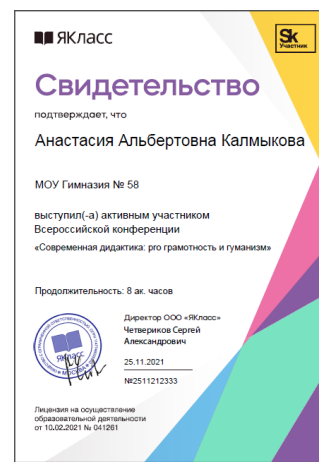 ЯКласс
Sk
Участник
Свидетельство
подтверждает, что
Анастасия Альбертовна Калмыкова
МОУ Гимназия № 58
выступил(-а) активным участником
Всероссийской конференции
«Современная дидактика: pro грамотность и гуманизм»
Продолжительность: 8 ак. часов
Директор ООО «ЯКласс»
Четвериков Сергей
Александрович
ЯКласс
МОСКВА
25.11.2021
№2511212333
Лицензия на осуществление
образовательной деятельности
от 10.02.2021 № 041261